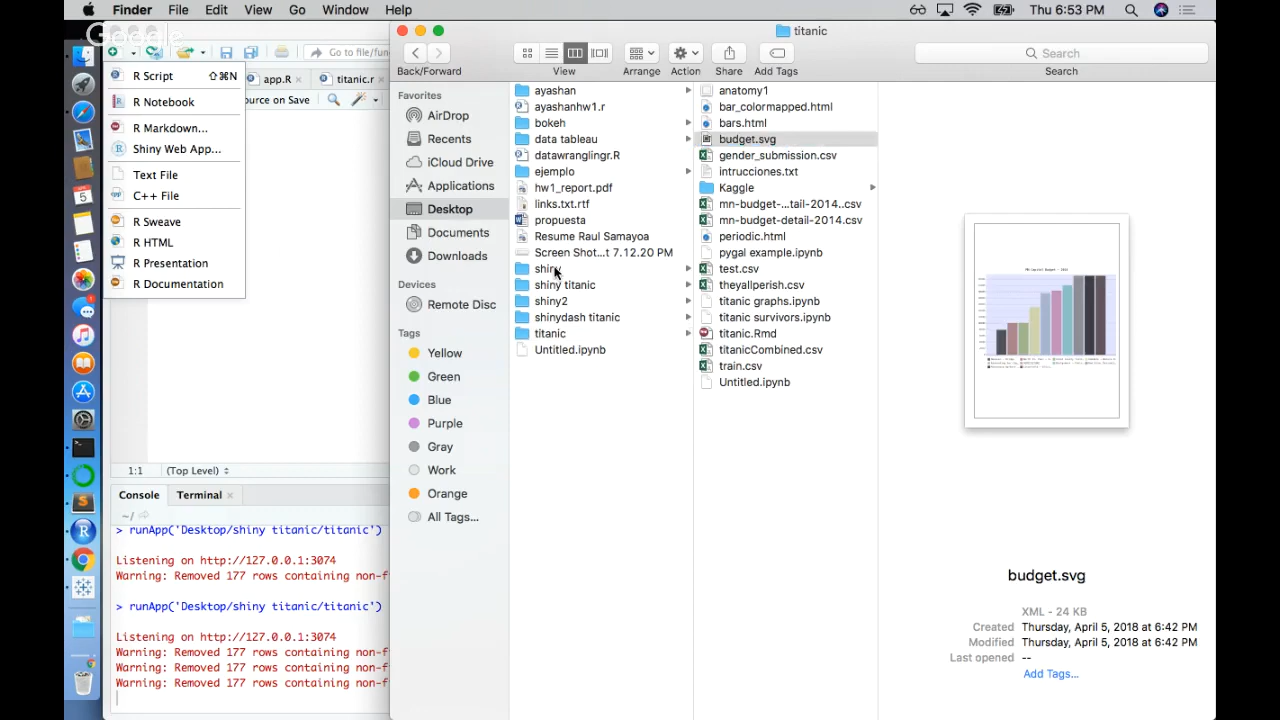 Finder File Edit View Go Window Help
Thu 6:53 PM
Google
titanic
Go to file/fun
Back/Forward View Arrange Action Share Add Tags Search
Search
R Script ⇧⌘N
R Notebook
R Markdown...
Shiny Web App...
Text File
C++ File
R Sweave
R HTML
R Presentation
R Documentation
app.R ×
titanic.r ×
ource on Save
1:1 (Top Level)
Console Terminal ×
~/
> runApp('Desktop/shiny titanic/titanic')
Listening on http://127.0.0.1:3074
Warning: Removed 177 rows containing non-f
> runApp('Desktop/shiny titanic/titanic')
Listening on http://127.0.0.1:3074
Warning: Removed 177 rows containing non-f
Warning: Removed 177 rows containing non-f
Warning: Removed 177 rows containing non-f
Favorites
AirDrop
Recents
iCloud Drive
Applications
Desktop
Documents
Downloads
Devices
Remote Disc
Tags
Yellow
Green
Blue
Purple
Gray
Work
Orange
All Tags...
ayashan
ayashanhw1.r
bokeh
data tableau
datawranglingr.R
ejemplo
hw1_report.pdf
links.txt.rtf
propuesta
Resume Raul Samayoa
Screen Shot...t 7.12.20 PM
shiny
shiny titanic
shiny2
shinydash titanic
titanic
Untitled.ipynb
anatomy1
bar_colormapped.html
bars.html
budget.svg
gender_submission.csv
intrucciones.txt
Kaggle
mn-budget-...tail-2014..csv
mn-budget-detail-2014.csv
periodic.html
pygal example.ipynb
test.csv
theyallperish.csv
titanic graphs.ipynb
titanic survivors.ipynb
titanic.Rmd
titanicCombined.csv
train.csv
Untitled.ipynb
budget.svg
XML - 24 KB
Created Thursday, April 5, 2018 at 6:42 PM
Modified Thursday, April 5, 2018 at 6:42 PM
Last opened --
Add Tags...